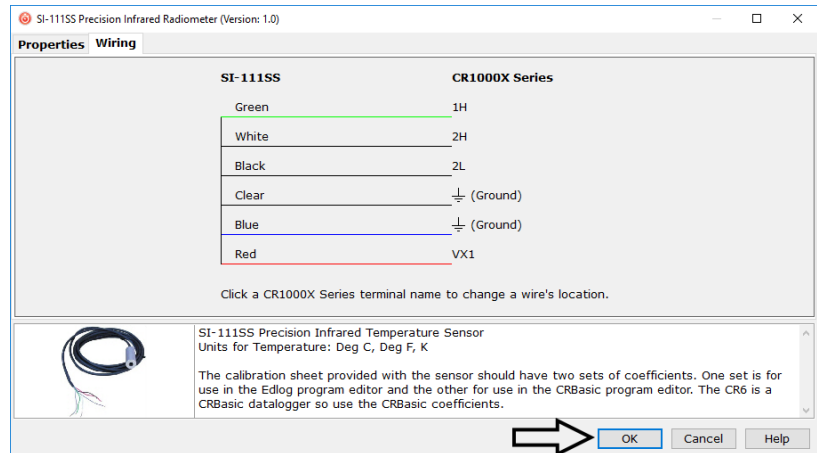 SI-111SS Precision Infrared Radiometer (Version: 1.0)
Properties Wiring
SI-111SS CR1000X Series
Green 1H
White 2H
Black 2L
Clear (Ground)
Blue (Ground)
Red VX1
Click a CR1000X Series terminal name to change a wire's location.
SI-111SS Precision Infrared Temperature Sensor
Units for Temperature: Deg C, Deg F, K
The calibration sheet provided with the sensor should have two sets of coefficients. One set is for
use in the Edlog program editor and the other for use in the CRBasic program editor. The CR6 is a
CRBasic datalogger so use the CRBasic coefficients.
OK Cancel Help